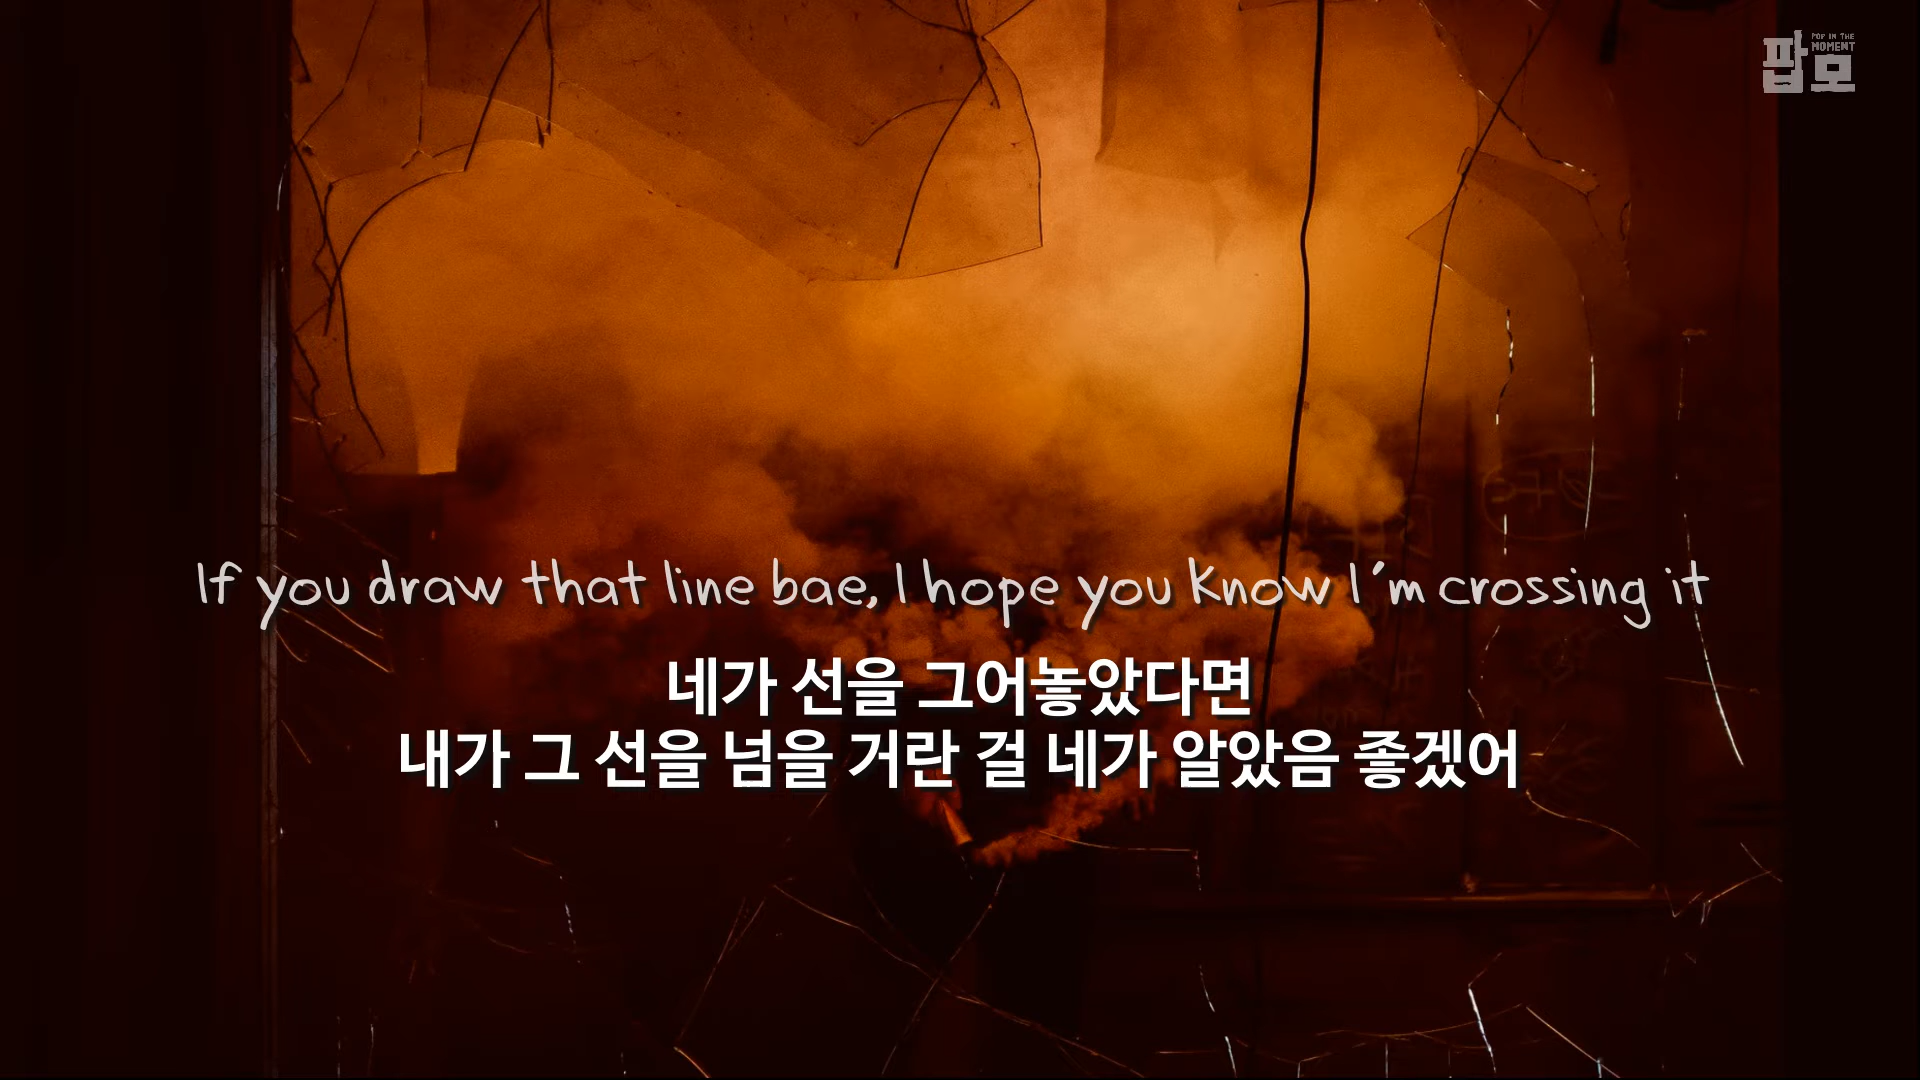 팝모
POP IN THE
MOMENT
If you draw that line bae, I hope you know I'm crossing it
네가 선을 그어놓았다면
내가 그 선을 넘을 거란 걸 네가 알았음 좋겠어